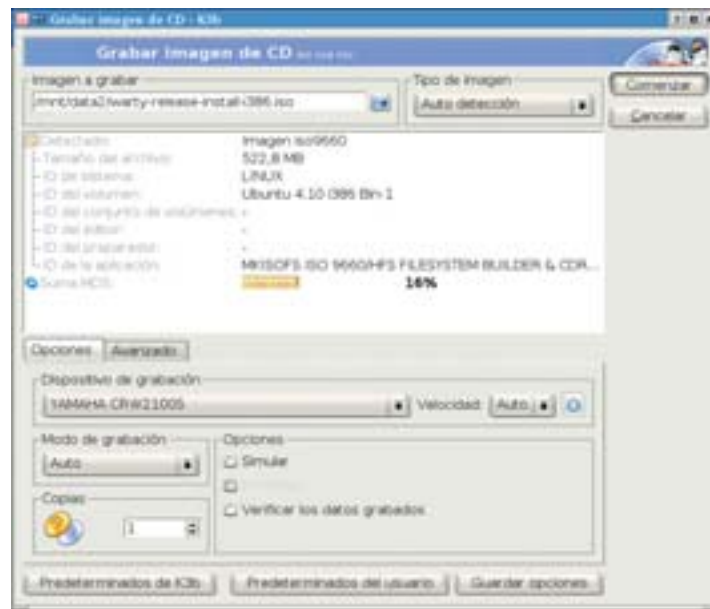 Grabar imagen de CD - K3b
Grabar Imagen de CD
Imagen a grabar
/mnt/data2/warty-release-install-i386.iso
Tipo de imagen
Auto detección
Comenzar
Cancelar
Detectado: Imagen iso9660
Tamaño del archivo: 522,8 MB
ID de sistema: LINUX
ID del volumen: Ubuntu 4.10 i386 Bin-1
ID del conjunto de volúmenes: -
ID del editor: -
ID del preparador: -
ID de la aplicación: MKISOFS ISO 9660/HFS FILESYSTEM BUILDER & CDR...
Suma MD5: 16%
Opciones Avanzado
Dispositivo de grabación
YAMAHA CRW2100S Velocidad: Auto
Modo de grabación
Auto
Opciones
Simular
Verificar los datos grabados
Copias
1
Predeterminados de K3b Predeterminados del usuario Guardar opciones